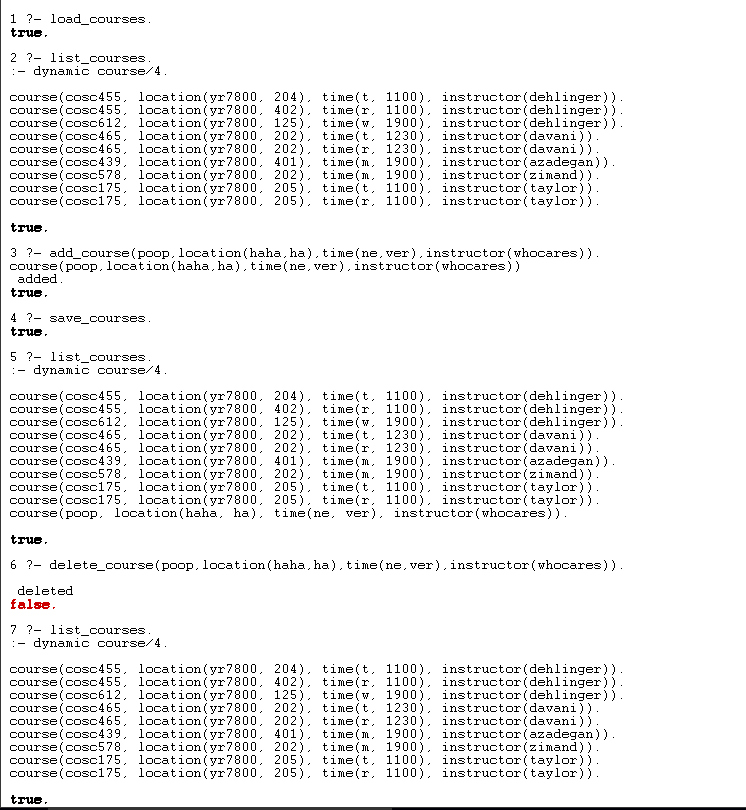 1 ?- load_courses.
true.
2 ?- list_courses.
:- dynamic course/4.
course(cosc455, location(yr7800, 204), time(t, 1100), instructor(dehlinger)).
course(cosc455, location(yr7800, 402), time(r, 1100), instructor(dehlinger)).
course(cosc612, location(yr7800, 125), time(w, 1900), instructor(dehlinger)).
course(cosc465, location(yr7800, 202), time(t, 1230), instructor(davani)).
course(cosc465, location(yr7800, 202), time(r, 1230), instructor(davani)).
course(cosc439, location(yr7800, 401), time(m, 1900), instructor(azadegan)).
course(cosc578, location(yr7800, 202), time(m, 1900), instructor(zimand)).
course(cosc175, location(yr7800, 205), time(t, 1100), instructor(taylor)).
course(cosc175, location(yr7800, 205), time(r, 1100), instructor(taylor)).
true.
3 ?- add_course(poop,location(haha,ha),time(ne,ver),instructor(whocares)).
course(poop,location(haha,ha),time(ne,ver),instructor(whocares))
added.
true.
4 ?- save_courses.
true.
5 ?- list_courses.
:- dynamic course/4.
course(cosc455, location(yr7800, 204), time(t, 1100), instructor(dehlinger)).
course(cosc455, location(yr7800, 402), time(r, 1100), instructor(dehlinger)).
course(cosc612, location(yr7800, 125), time(w, 1900), instructor(dehlinger)).
course(cosc465, location(yr7800, 202), time(t, 1230), instructor(davani)).
course(cosc465, location(yr7800, 202), time(r, 1230), instructor(davani)).
course(cosc439, location(yr7800, 401), time(m, 1900), instructor(azadegan)).
course(cosc578, location(yr7800, 202), time(m, 1900), instructor(zimand)).
course(cosc175, location(yr7800, 205), time(t, 1100), instructor(taylor)).
course(cosc175, location(yr7800, 205), time(r, 1100), instructor(taylor)).
course(poop, location(haha, ha), time(ne, ver), instructor(whocares)).
true.
6 ?- delete_course(poop,location(haha,ha),time(ne,ver),instructor(whocares)).
deleted
false.
7 ?- list_courses.
:- dynamic course/4.
course(cosc455, location(yr7800, 204), time(t, 1100), instructor(dehlinger)).
course(cosc455, location(yr7800, 402), time(r, 1100), instructor(dehlinger)).
course(cosc612, location(yr7800, 125), time(w, 1900), instructor(dehlinger)).
course(cosc465, location(yr7800, 202), time(t, 1230), instructor(davani)).
course(cosc465, location(yr7800, 202), time(r, 1230), instructor(davani)).
course(cosc439, location(yr7800, 401), time(m, 1900), instructor(azadegan)).
course(cosc578, location(yr7800, 202), time(m, 1900), instructor(zimand)).
course(cosc175, location(yr7800, 205), time(t, 1100), instructor(taylor)).
course(cosc175, location(yr7800, 205), time(r, 1100), instructor(taylor)).
true.